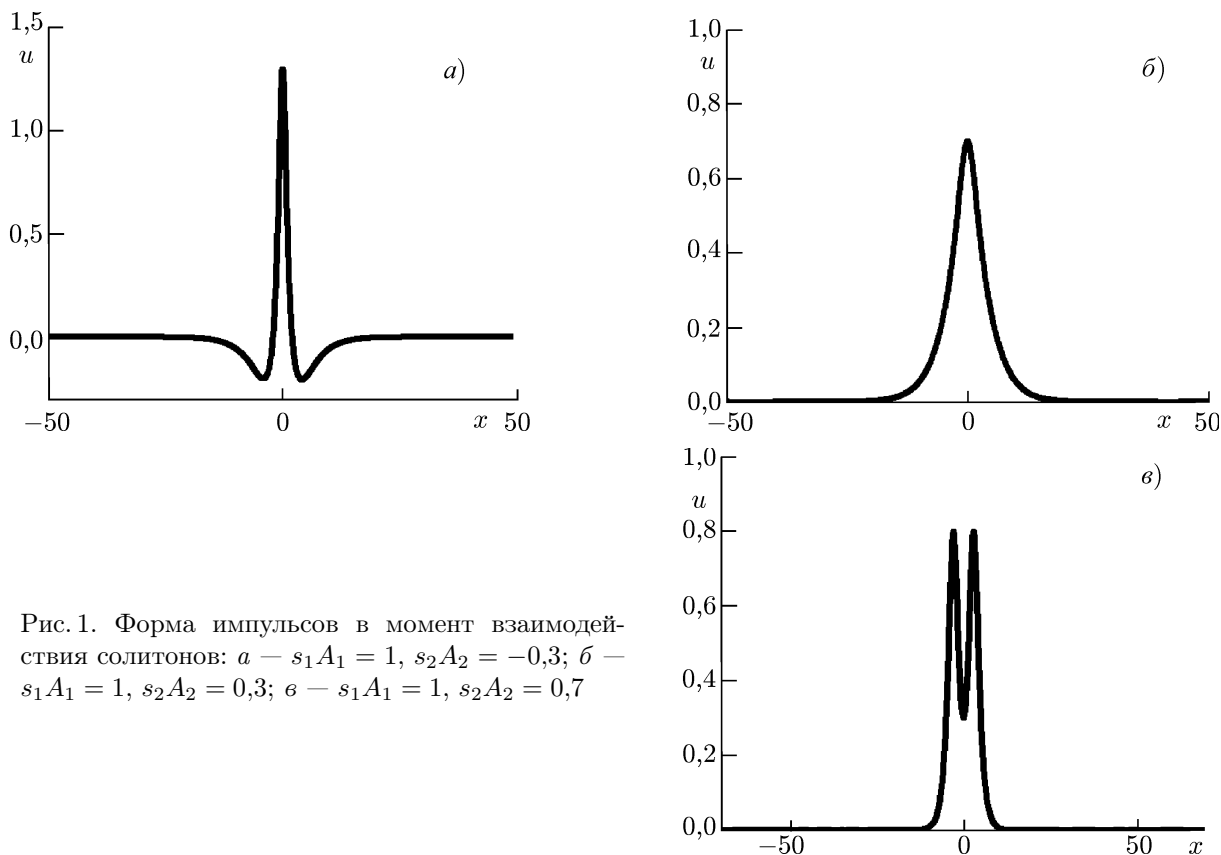 1,5
u
а)
1,0
0,5
0,0
−50
0
x
50
1,0
u
б)
0,8
0,6
0,4
0,2
0,0
−50
0
x
50
1,0
u
в)
0,8
0,6
0,4
0,2
0,0
−50
0
50
x
Рис. 1. Форма импульсов в момент взаимодей-
ствия солитонов: а — s₁A₁ = 1, s₂A₂ = −0,3; б —
s₁A₁ = 1, s₂A₂ = 0,3; в — s₁A₁ = 1, s₂A₂ = 0,7